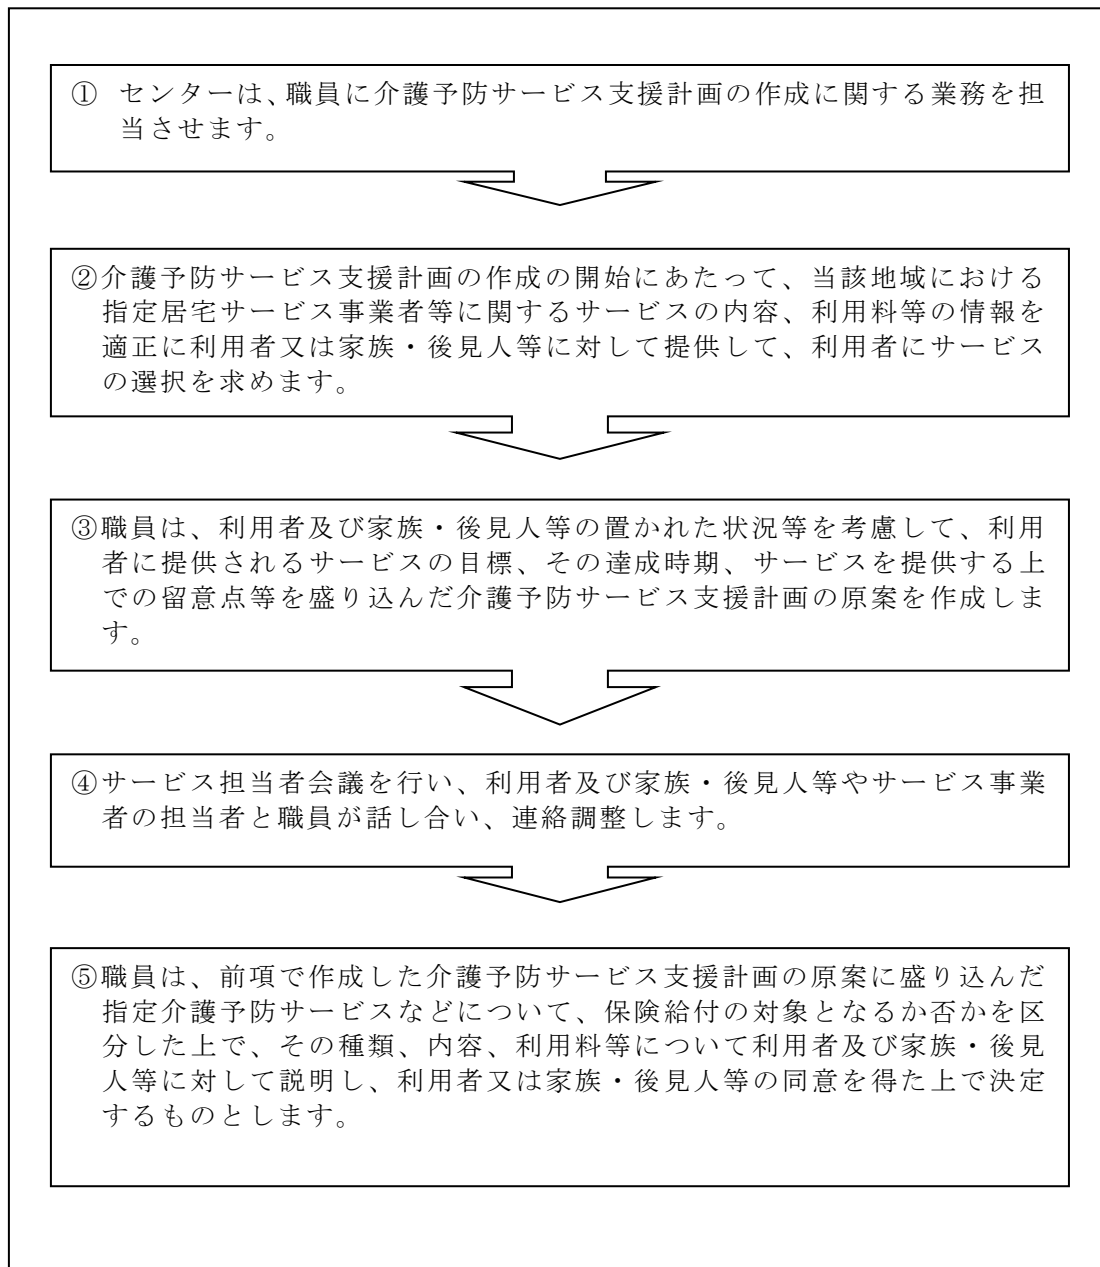 ① センターは、職員に介護予防サービス支援計画の作成に関する業務を担
当させます。
②介護予防サービス支援計画の作成の開始にあたって、当該地域における
指定居宅サービス事業者等に関するサービスの内容、利用料等の情報を
適正に利用者又は家族・後見人等に対して提供して、利用者にサービス
の選択を求めます。
③職員は、利用者及び家族・後見人等の置かれた状況等を考慮して、利用
者に提供されるサービスの目標、その達成時期、サービスを提供する上
での留意点等を盛り込んだ介護予防サービス支援計画の原案を作成しま
す。
④サービス担当者会議を行い、利用者及び家族・後見人等やサービス事業
者の担当者と職員が話し合い、連絡調整します。
⑤職員は、前項で作成した介護予防サービス支援計画の原案に盛り込んだ
指定介護予防サービスなどについて、保険給付の対象となるか否かを区
分した上で、その種類、内容、利用料等について利用者及び家族・後見
人等に対して説明し、利用者又は家族・後見人等の同意を得た上で決定
するものとします。